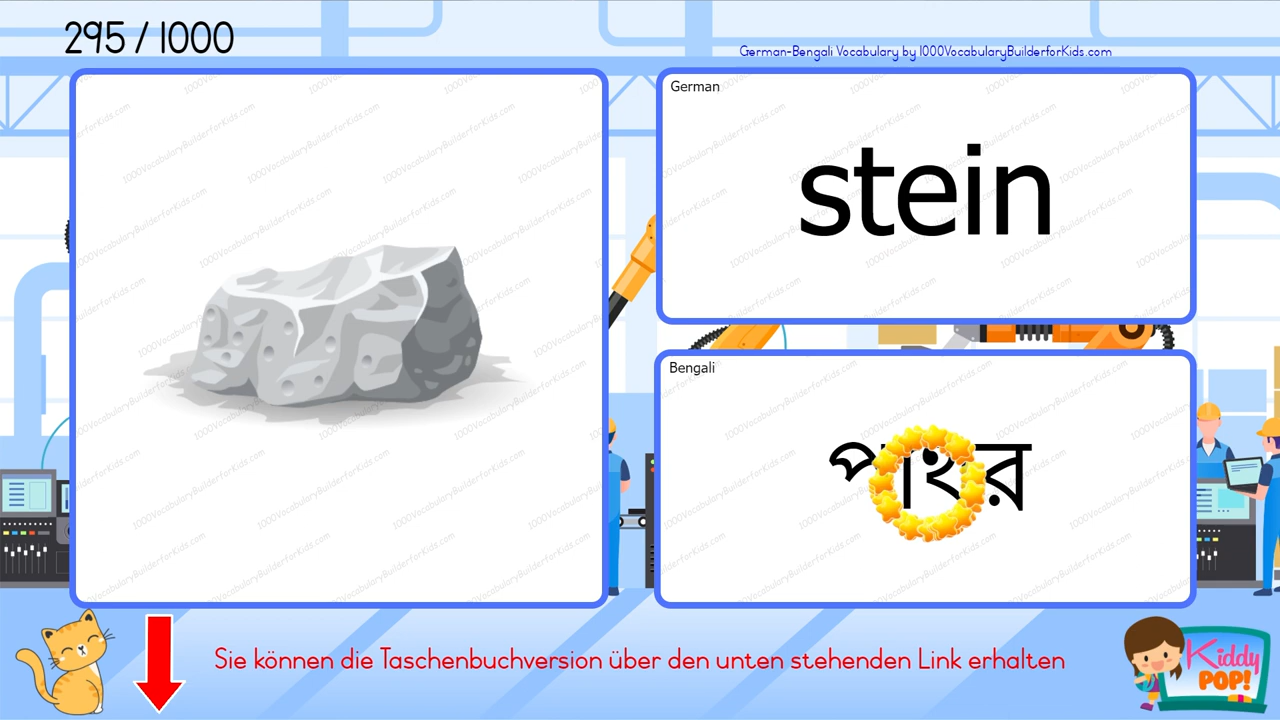 295 / 1000
German-Bengali Vocabulary by 1000VocabularyBuilderforKids.com
German
stein
Bengali
পাথর
Sie können die Taschenbuchversion über den unten stehenden Link erhalten
Kiddy
POP!